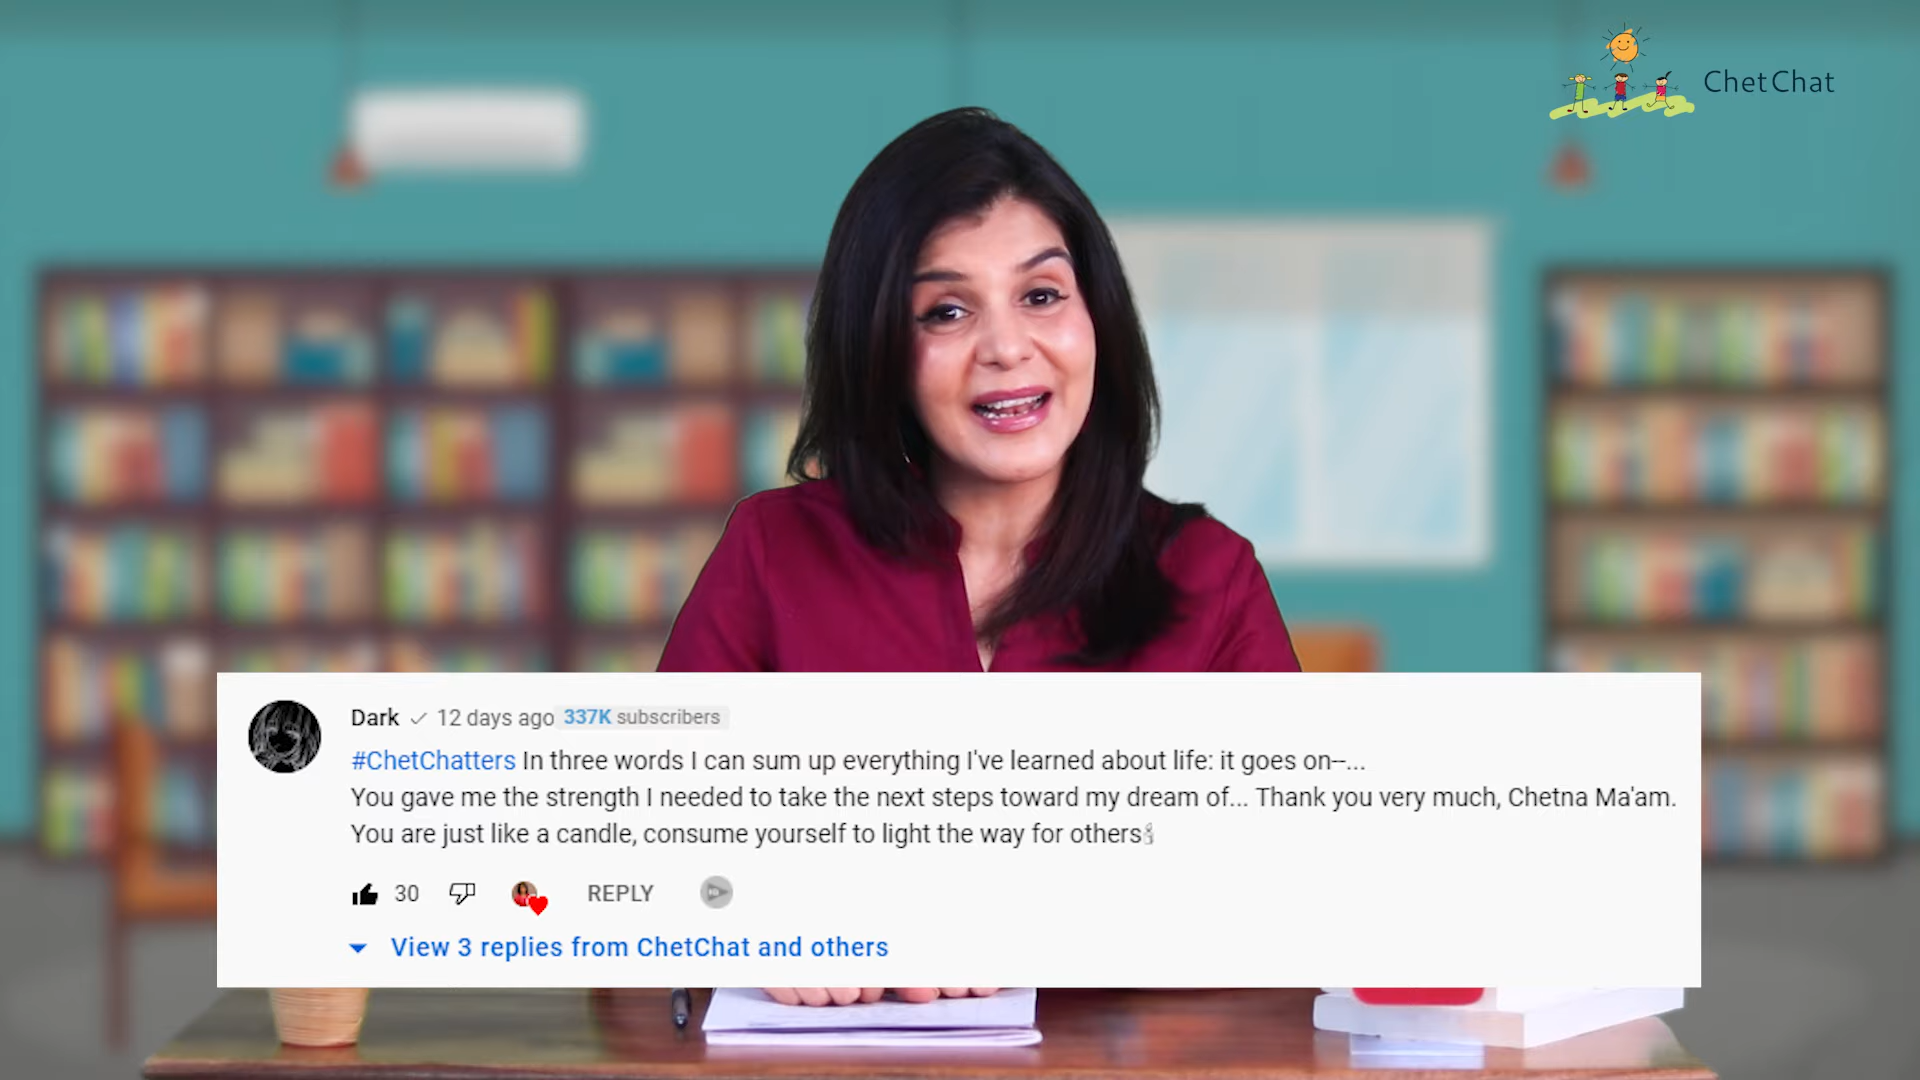 ChetChat
Dark ✓ 12 days ago 337K subscribers
#ChetChatters In three words I can sum up everything I've learned about life: it goes on--...
You gave me the strength I needed to take the next steps toward my dream of... Thank you very much, Chetna Ma'am.
You are just like a candle, consume yourself to light the way for others🕯
30 REPLY
View 3 replies from ChetChat and others